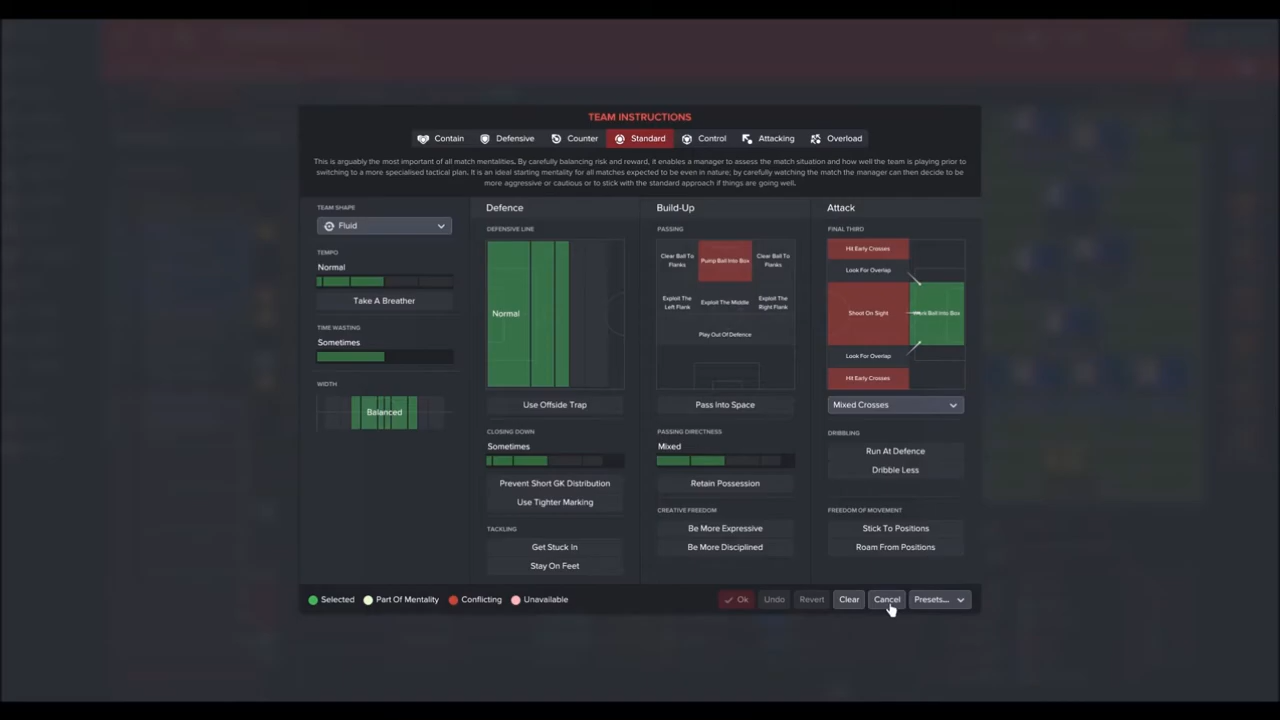 TEAM INSTRUCTIONS
Contain Defensive Counter Standard Control Attacking Overload
This is arguably the most important of all match mentalities. By carefully balancing risk and reward, it enables a manager to assess the match situation and how well the team is playing prior to
switching to a more specialised tactical plan. It is an ideal starting mentality for all matches expected to be even in nature; by carefully watching the match the manager can then decide to
be more aggressive or cautious or to stick with the standard approach if things are going well.
TEAM SHAPE
Fluid
TEMPO
Normal
Take A Breather
TIME WASTING
Sometimes
WIDTH
Balanced
Defence
DEFENSIVE LINE
Normal
Use Offside Trap
CLOSING DOWN
Sometimes
Prevent Short GK Distribution
Use Tighter Marking
TACKLING
Get Stuck In
Stay On Feet
Build-Up
PASSING
Clear Ball To
Flanks
Pump Ball Into Box
Clear Ball To
Flanks
Exploit The
Left Flank
Exploit The Middle
Exploit The
Right Flank
Play Out Of Defence
Pass Into Space
PASSING DIRECTNESS
Mixed
Retain Possession
CREATIVE FREEDOM
Be More Expressive
Be More Disciplined
Attack
FINAL THIRD
Hit Early Crosses
Look For Overlap
Shoot On Sight
Ball Into Box
Look For Overlap
Hit Early Crosses
Mixed Crosses
DRIBBLING
Run At Defence
Dribble Less
FREEDOM OF MOVEMENT
Stick To Positions
Roam From Positions
Selected Part Of Mentality Conflicting Unavailable
Ok Undo Revert Clear Cancel Presets...